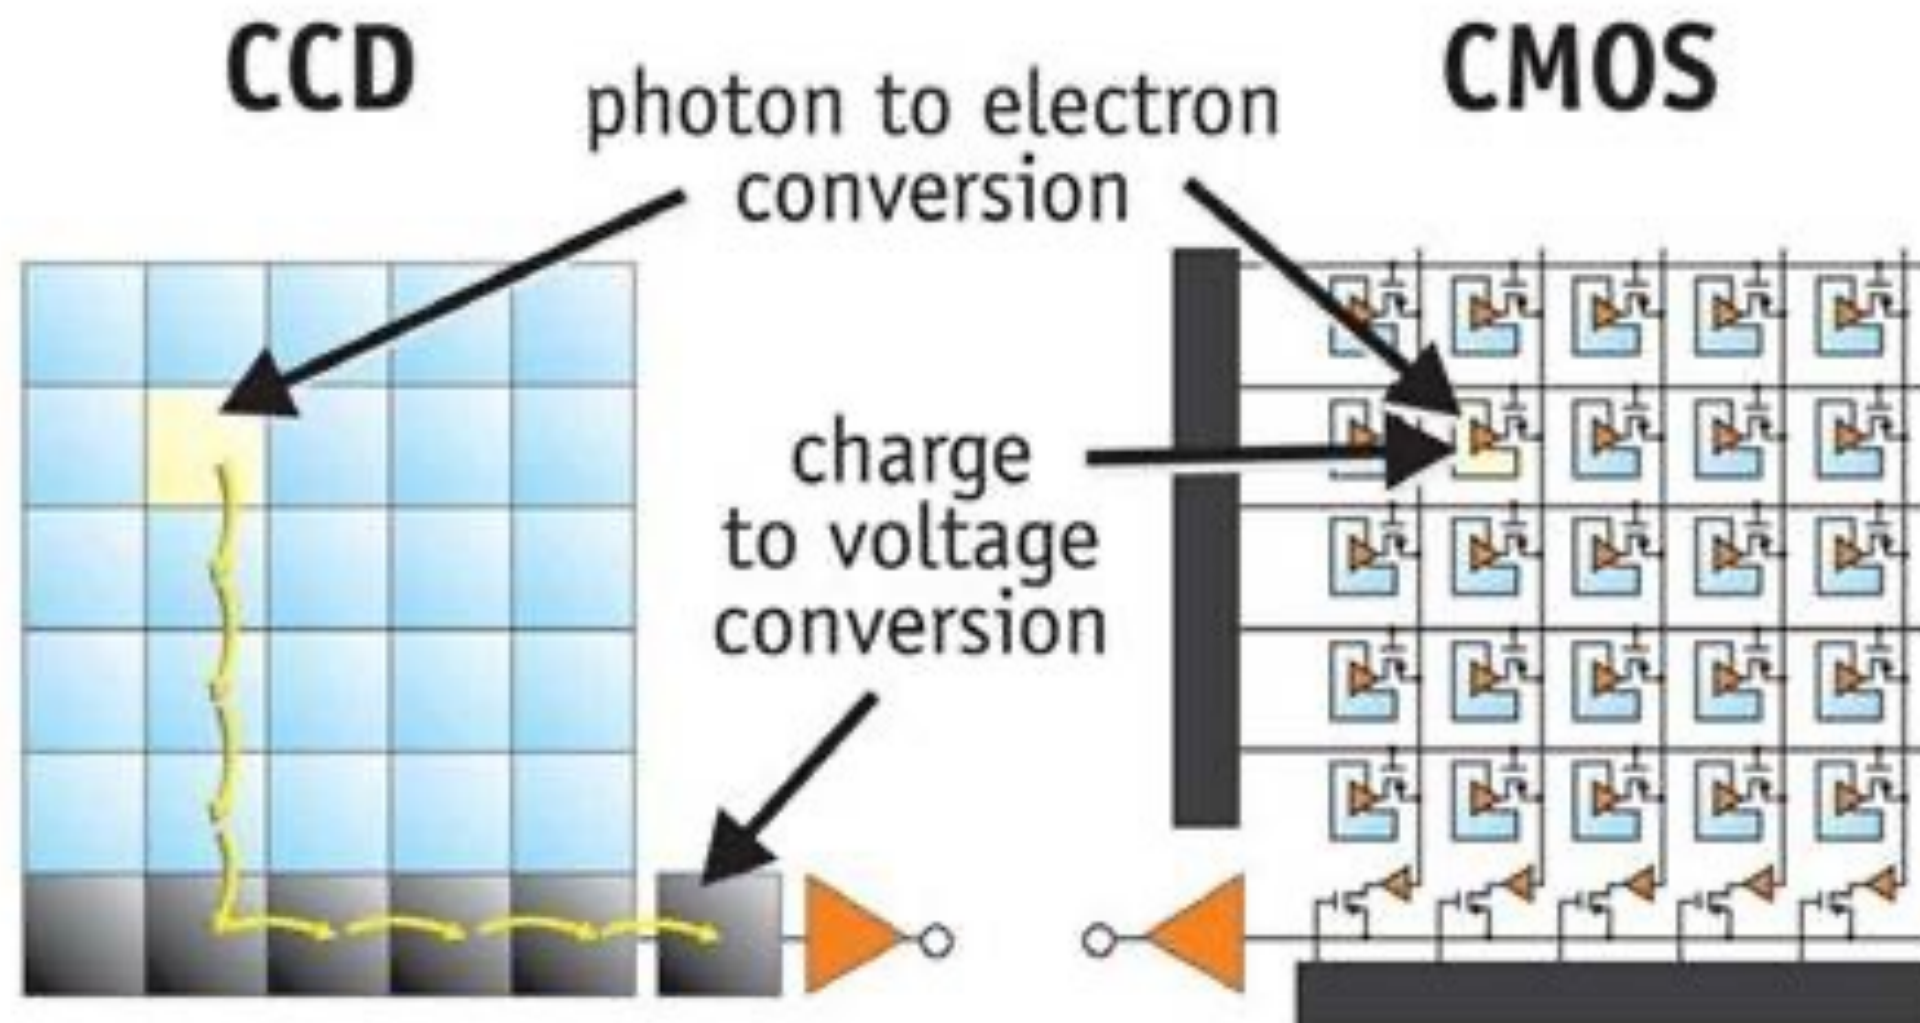 CCD
CMOS
photon to electron
conversion
charge
to voltage
conversion